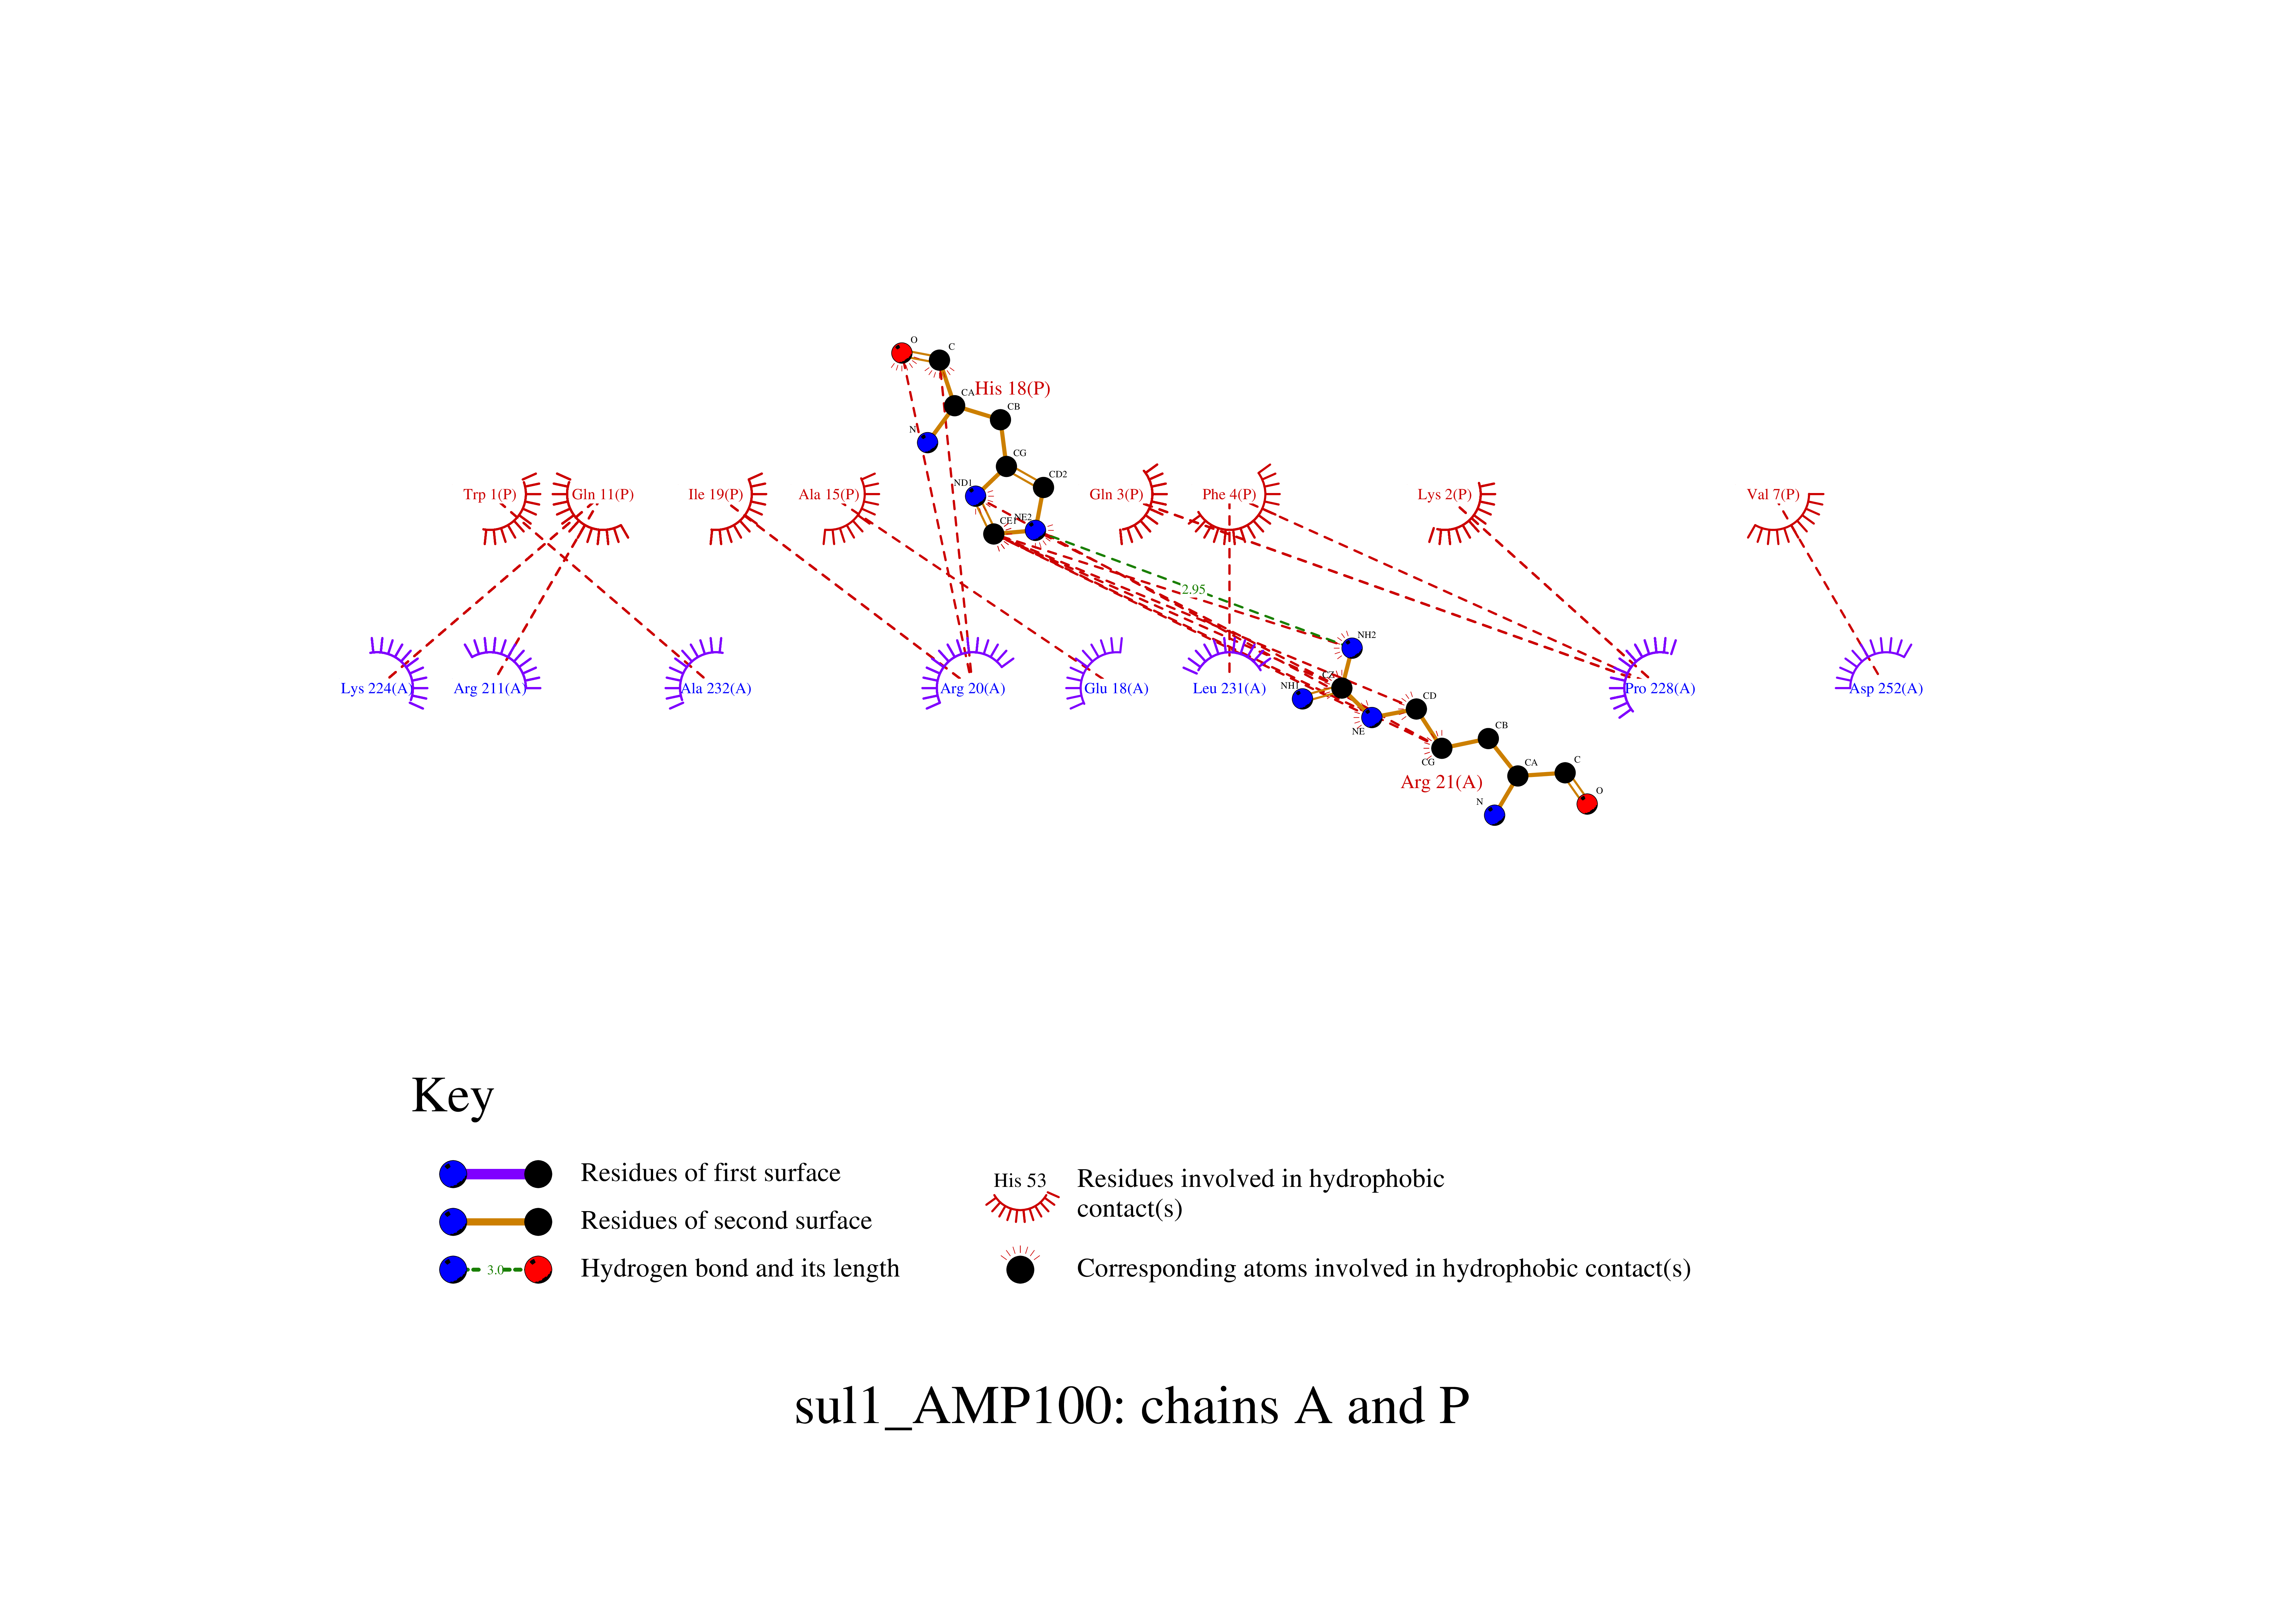 O
C
CA
His 18(P)
CB
N
CG
CD2
ND1
Trp 1(P)
Gln 11(P)
Ile 19(P)
Ala 15(P)
Gln 3(P)
Phe 4(P)
Lys 2(P)
Val 7(P)
CE1
NE2
2.95
NH2
CZ
NH1
Lys 224(A)
Arg 211(A)
Ala 232(A)
Arg 20(A)
Glu 18(A)
Leu 231(A)
Pro 228(A)
Asp 252(A)
CD
NE
CB
CG
CA
C
Arg 21(A)
O
N
Key
Residues of first surface
His 53
Residues involved in hydrophobic
contact(s)
Residues of second surface
3.0
Hydrogen bond and its length
Corresponding atoms involved in hydrophobic contact(s)
sul1_AMP100: chains A and P